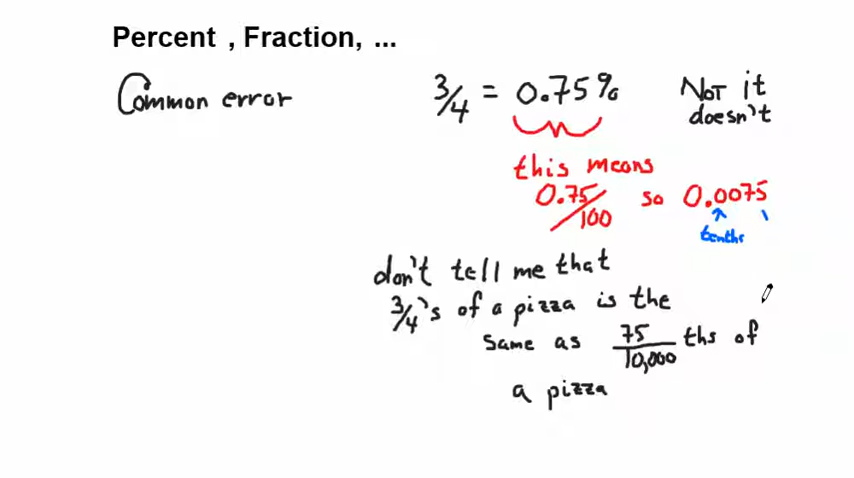 Percent , Fraction, ...
Common error 3/4 = 0.75% Not it
doesn't
this means
0.75/100 so 0.0075
tenths
don't tell me that
3/4's of a pizza is the
same as 75/10,000 ths of
a pizza